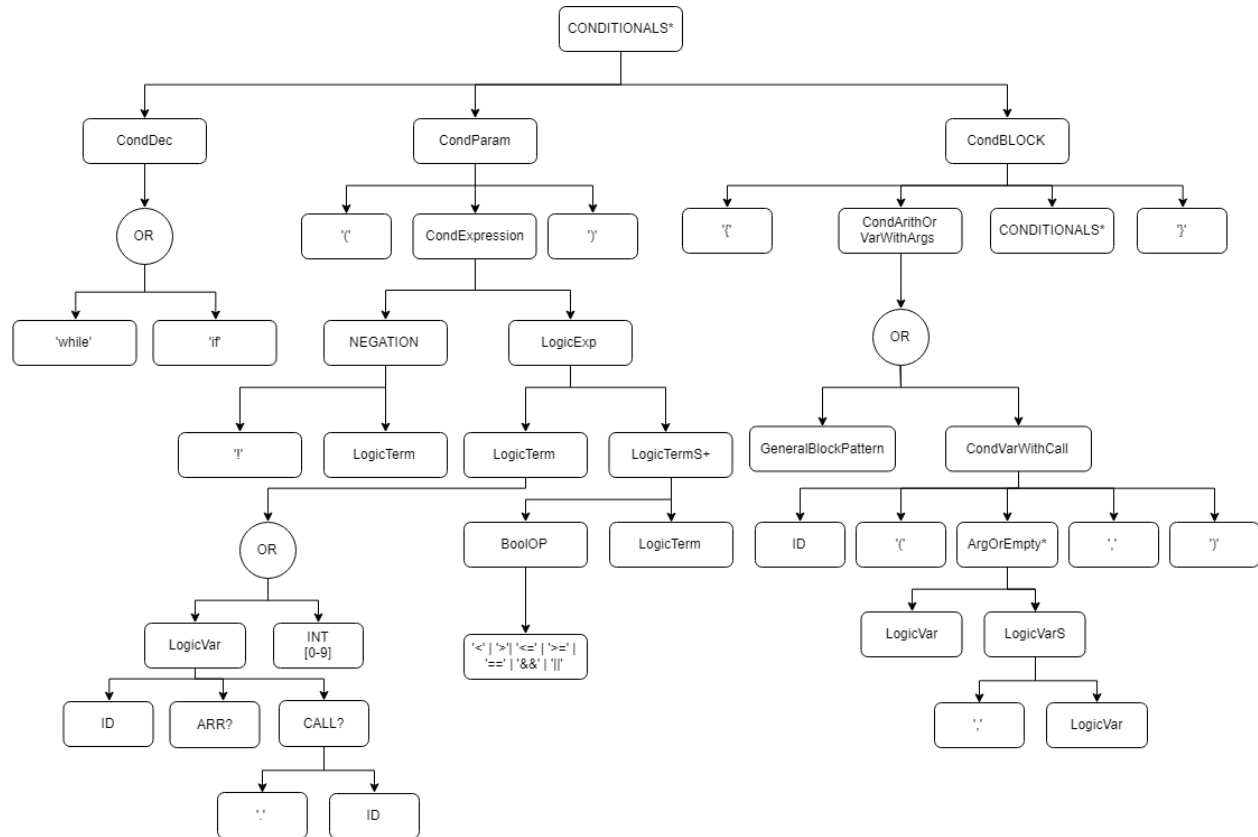 CONDITIONALS*
CondDec
CondParam
CondBLOCK
OR
'('
CondExpression
')'
'{'
CondArithOr
VarWithArgs
CONDITIONALS*
'}'
'while'
'if'
NEGATION
LogicExp
OR
'!'
LogicTerm
LogicTerm
LogicTermS+
GeneralBlockPattern
CondVarWithCall
OR
BoolOP
LogicTerm
ID
'('
ArgOrEmpty*
','
')'
LogicVar
INT
[0-9]
'<' | '>'| '<=' | '>=' |
'==' | '&&' | '||'
LogicVar
LogicVarS
ID
ARR?
CALL?
','
LogicVar
'.'
ID